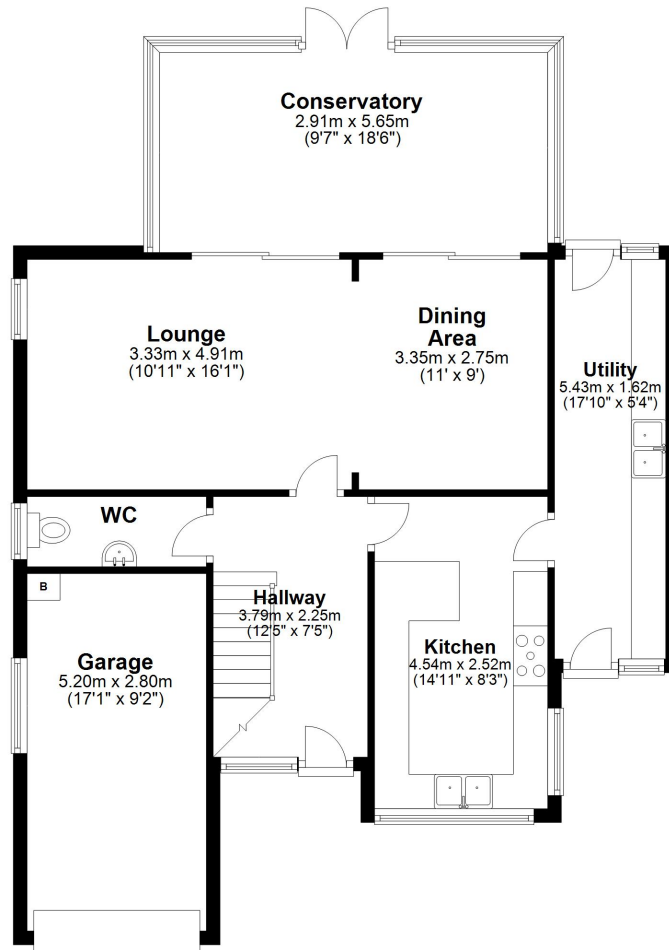 Conservatory
2.91m x 5.65m
(9'7" x 18'6")
Lounge
3.33m x 4.91m
(10'11" x 16'1")
Dining
Area
3.35m x 2.75m
(11' x 9')
Utility
5.43m x 1.62m
(17'10" x 5'4")
WC
B
Hallway
3.79m x 2.25m
(12'5" x 7'5")
Kitchen
4.54m x 2.52m
(14'11" x 8'3")
Garage
5.20m x 2.80m
(17'1" x 9'2")